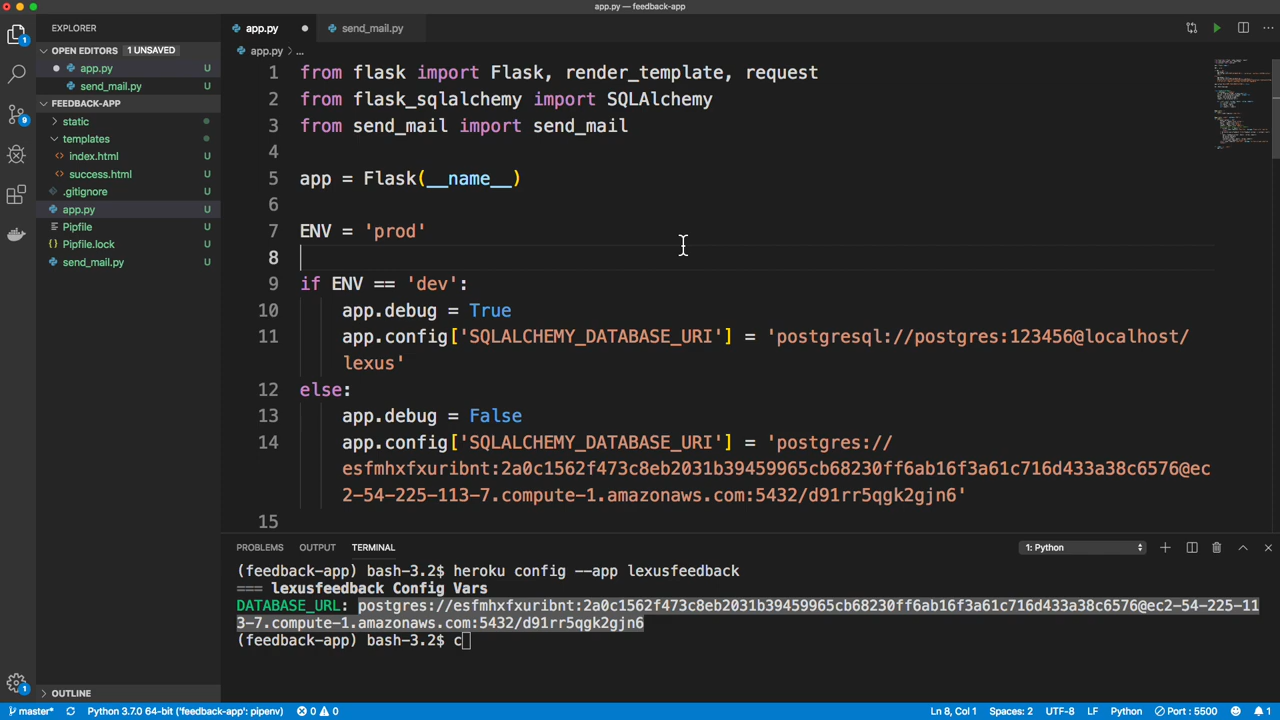 app.py — feedback-app
EXPLORER
OPEN EDITORS 1 UNSAVED
app.py U
send_mail.py U
FEEDBACK-APP
static
templates
index.html U
success.html U
.gitignore U
app.py U
Pipfile U
Pipfile.lock U
send_mail.py U
OUTLINE
1
9
1
app.py
send_mail.py
app.py > ...
1 from flask import Flask, render_template, request
2 from flask_sqlalchemy import SQLAlchemy
3 from send_mail import send_mail
4
5 app = Flask(__name__)
6
7 ENV = 'prod'
8
9 if ENV == 'dev':
10 app.debug = True
11 app.config['SQLALCHEMY_DATABASE_URI'] = 'postgresql://postgres:123456@localhost/
lexus'
12 else:
13 app.debug = False
14 app.config['SQLALCHEMY_DATABASE_URI'] = 'postgres://
esfmhxfxuribnt:2a0c1562f473c8eb2031b39459965cb68230ff6ab16f3a61c716d433a38c6576@ec
2-54-225-113-7.compute-1.amazonaws.com:5432/d91rr5qgk2gjn6'
15
PROBLEMS OUTPUT TERMINAL 1: Python
(feedback-app) bash-3.2$ heroku config --app lexusfeedback
=== lexusfeedback Config Vars
DATABASE_URL: postgres://esfmhxfxuribnt:2a0c1562f473c8eb2031b39459965cb68230ff6ab16f3a61c716d433a38c6576@ec2-54-225-11
3-7.compute-1.amazonaws.com:5432/d91rr5qgk2gjn6
(feedback-app) bash-3.2$ c
master* Python 3.7.0 64-bit ('feedback-app': pipenv) 0 0 Ln 8, Col 1 Spaces: 2 UTF-8 LF Python Port : 5500 1